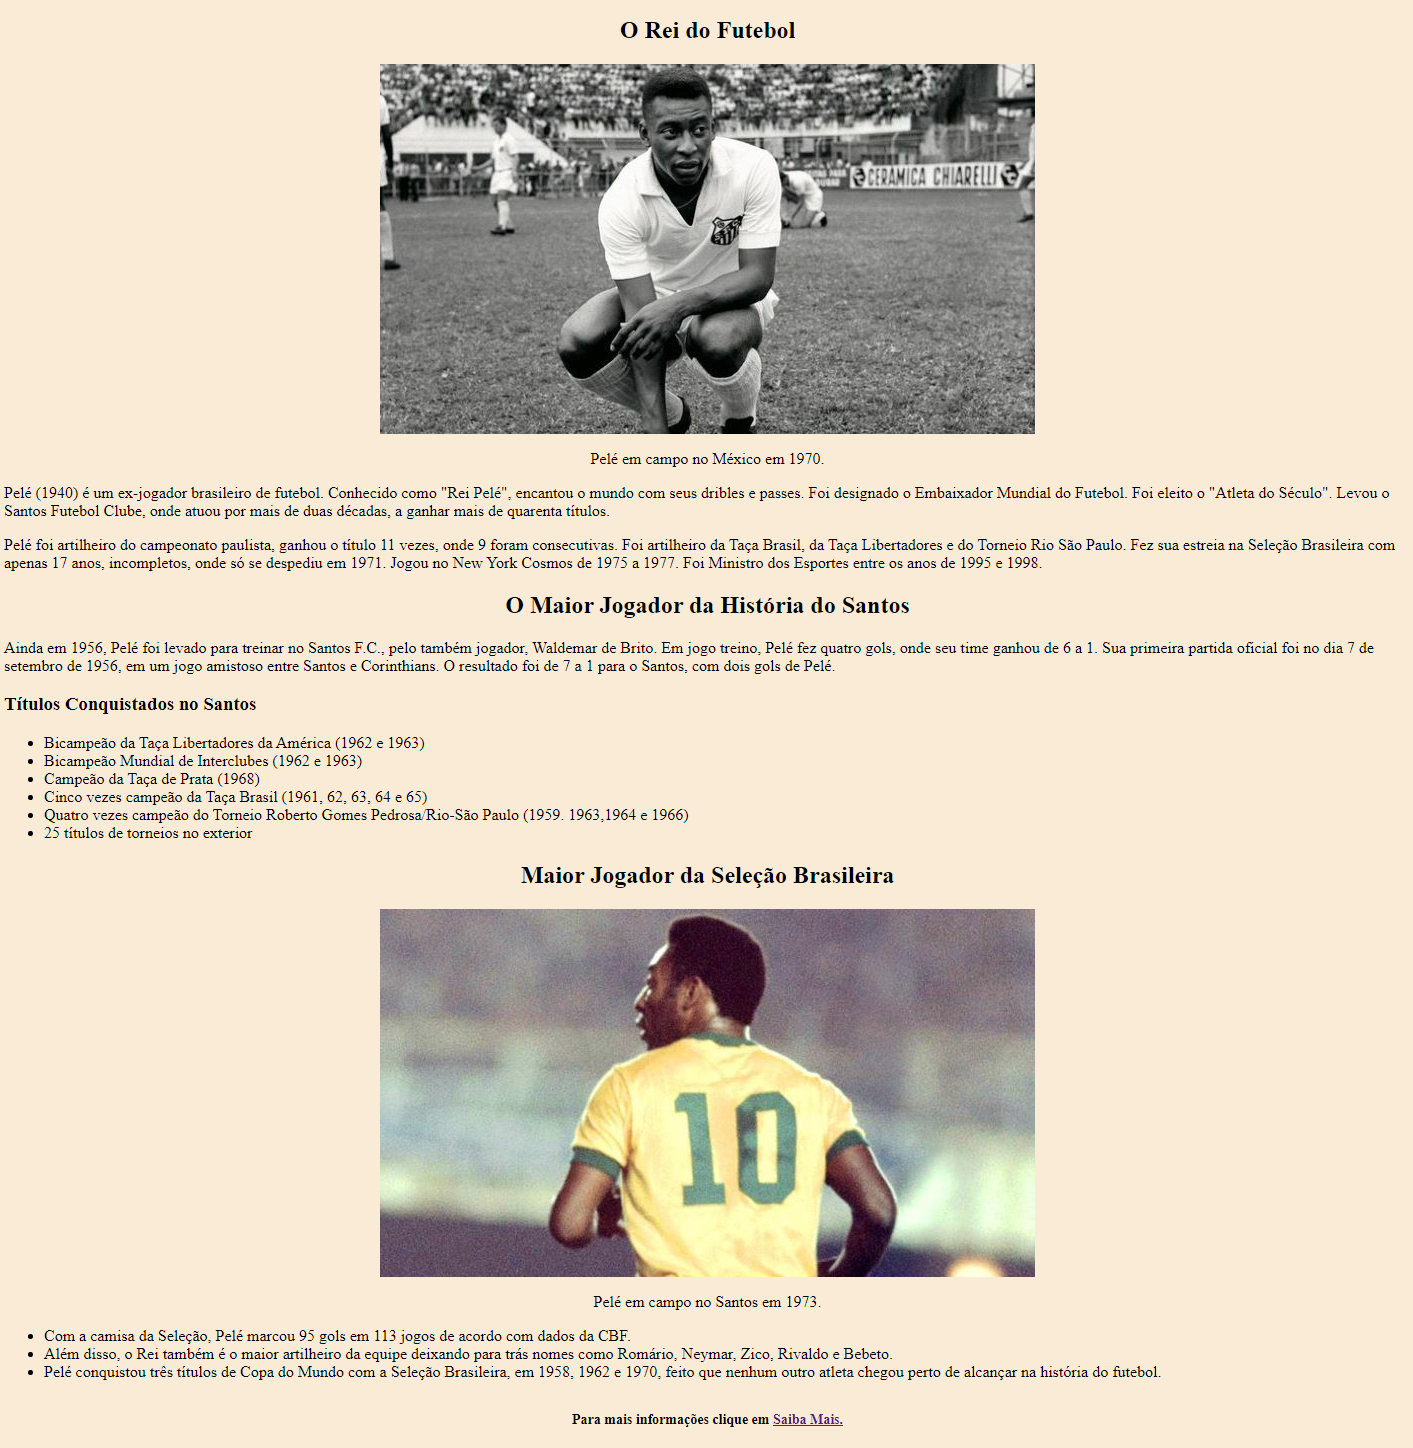 O Rei do Futebol
CERÂMICA CHIARELLI
Pelé em campo no México em 1970.
Pelé (1940) é um ex-jogador brasileiro de futebol. Conhecido como "Rei Pelé", encantou o mundo com seus dribles e passes. Foi designado o Embaixador Mundial do Futebol. Foi eleito o "Atleta do Século". Levou o
Santos Futebol Clube, onde atuou por mais de duas décadas, a ganhar mais de quarenta títulos.
Pelé foi artilheiro do campeonato paulista, ganhou o título 11 vezes, onde 9 foram consecutivas. Foi artilheiro da Taça Brasil, da Taça Libertadores e do Torneio Rio São Paulo. Fez sua estreia na Seleção Brasileira com
apenas 17 anos, incompletos, onde só se despediu em 1971. Jogou no New York Cosmos de 1975 a 1977. Foi Ministro dos Esportes entre os anos de 1995 e 1998.
O Maior Jogador da História do Santos
Ainda em 1956, Pelé foi levado para treinar no Santos F.C., pelo também jogador, Waldemar de Brito. Em jogo treino, Pelé fez quatro gols, onde seu time ganhou de 6 a 1. Sua primeira partida oficial foi no dia 7 de
setembro de 1956, em um jogo amistoso entre Santos e Corinthians. O resultado foi de 7 a 1 para o Santos, com dois gols de Pelé.
Títulos Conquistados no Santos
• Bicampeão da Taça Libertadores da América (1962 e 1963)
• Bicampeão Mundial de Interclubes (1962 e 1963)
• Campeão da Taça de Prata (1968)
• Cinco vezes campeão da Taça Brasil (1961, 62, 63, 64 e 65)
• Quatro vezes campeão do Torneio Roberto Gomes Pedrosa/Rio-São Paulo (1959. 1963,1964 e 1966)
• 25 títulos de torneios no exterior
Maior Jogador da Seleção Brasileira
10
Pelé em campo no Santos em 1973.
• Com a camisa da Seleção, Pelé marcou 95 gols em 113 jogos de acordo com dados da CBF.
• Além disso, o Rei também é o maior artilheiro da equipe deixando para trás nomes como Romário, Neymar, Zico, Rivaldo e Bebeto.
• Pelé conquistou três títulos de Copa do Mundo com a Seleção Brasileira, em 1958, 1962 e 1970, feito que nenhum outro atleta chegou perto de alcançar na história do futebol.
Para mais informações clique em Saiba Mais.